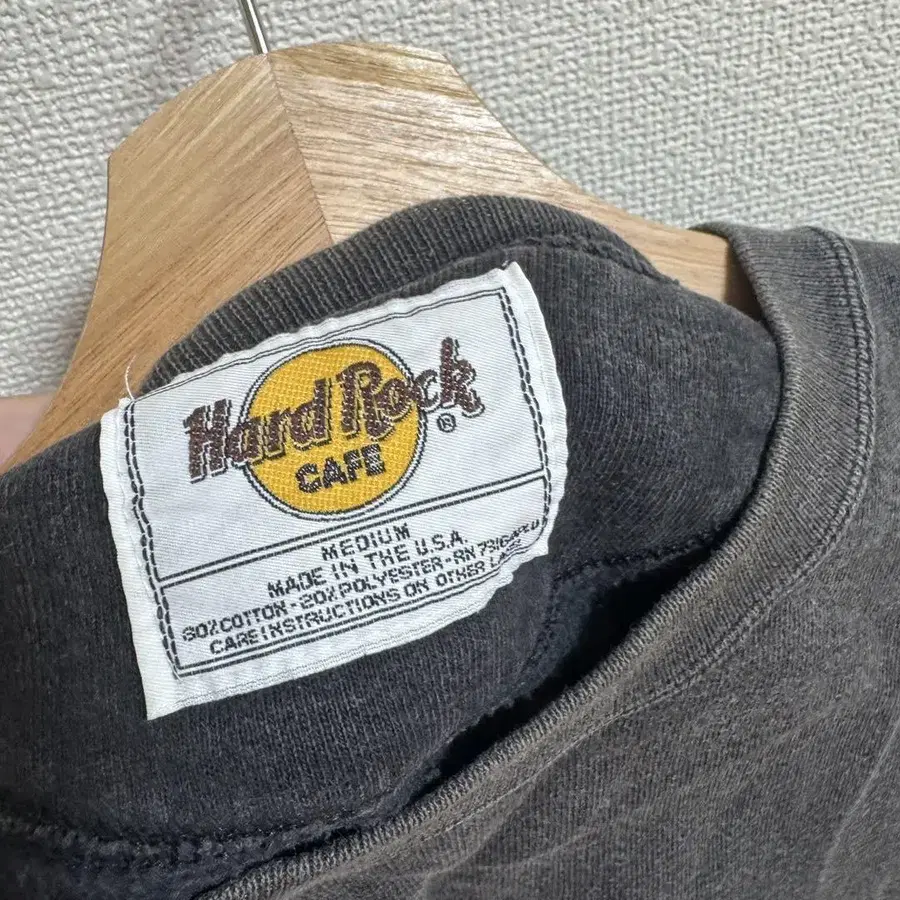 Hard Rock
CAFE
®
MEDIUM
MADE IN THE U.S.A.
80%COTTON-20%POLYESTER-RN
CARE INSTRUCTIONS ON OTHER